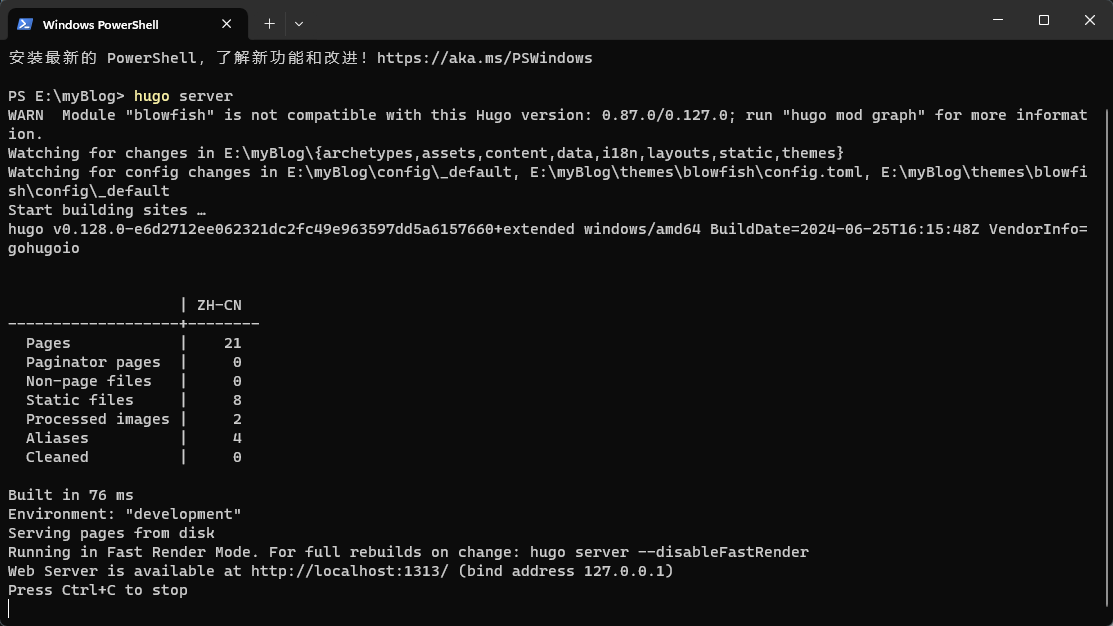 Windows PowerShell
安装最新的 PowerShell，了解新功能和改进！https://aka.ms/PSWindows
PS E:\myBlog> hugo server
WARN  Module "blowfish" is not compatible with this Hugo version: 0.87.0/0.127.0; run "hugo mod graph" for more informat
ion.
Watching for changes in E:\myBlog\{archetypes,assets,content,data,i18n,layouts,static,themes}
Watching for config changes in E:\myBlog\config\_default, E:\myBlog\themes\blowfish\config.toml, E:\myBlog\themes\blowfi
sh\config\_default
Start building sites …
hugo v0.128.0-e6d2712ee062321dc2fc49e963597dd5a6157660+extended windows/amd64 BuildDate=2024-06-25T16:15:48Z VendorInfo=
gohugoio
                   | ZH-CN
-------------------+--------
  Pages            |    21
  Paginator pages  |     0
  Non-page files   |     0
  Static files     |     8
  Processed images |     2
  Aliases          |     4
  Cleaned          |     0
Built in 76 ms
Environment: "development"
Serving pages from disk
Running in Fast Render Mode. For full rebuilds on change: hugo server --disableFastRender
Web Server is available at http://localhost:1313/ (bind address 127.0.0.1)
Press Ctrl+C to stop